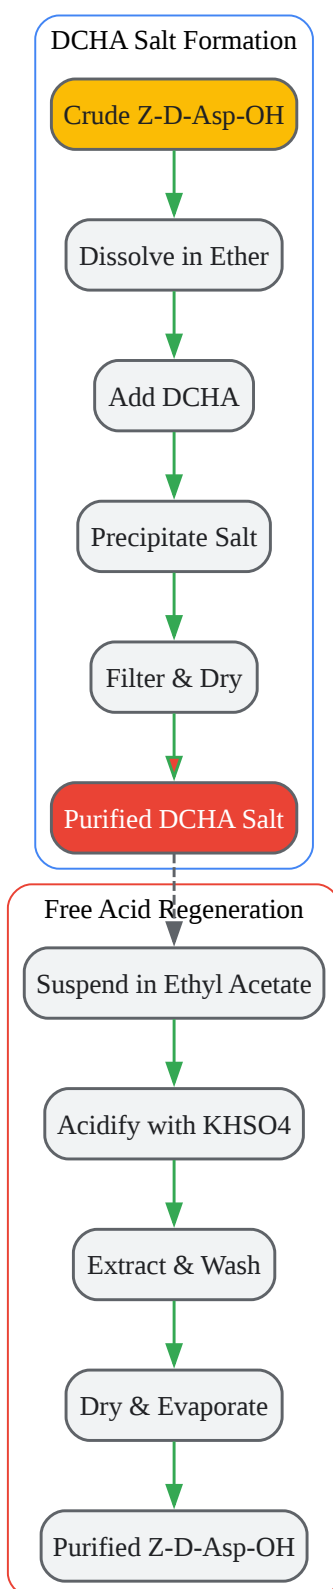 DCHA Salt Formation
Crude Z-D-Asp-OH
Dissolve in Ether
Add DCHA
Precipitate Salt
Filter & Dry
Purified DCHA Salt
Free Acid Regeneration
Suspend in Ethyl Acetate
Acidify with KHSO4
Extract & Wash
Dry & Evaporate
Purified Z-D-Asp-OH